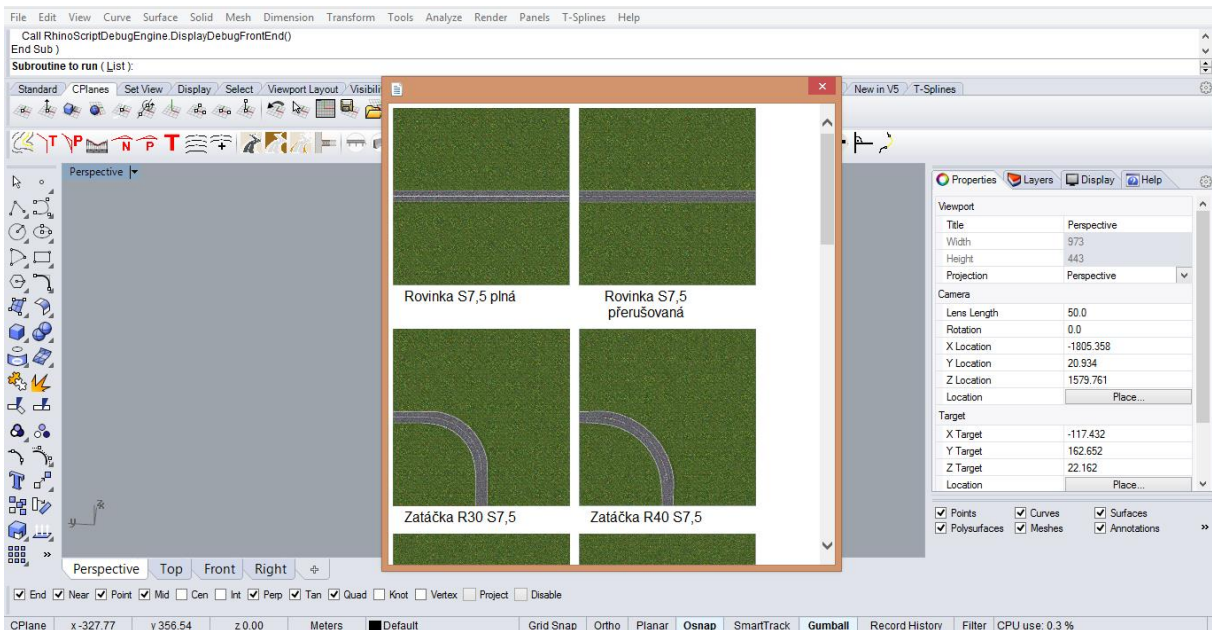 File Edit View Curve Surface Solid Mesh Dimension Transform Tools Analyze Render Panels T-Splines Help
Call RhinoScriptDebugEngine.DisplayDebugFrontEnd()
End Sub )
Subroutine to run ( List ):
Standard CPlanes Set View Display Select Viewport Layout Visibili New in V5 T-Splines
T P N P T
Perspective
Properties Layers Display Help
Viewport
Title Perspective
Width 973
Height 443
Projection Perspective
Camera
Lens Length 50.0
Rotation 0.0
X Location -1805.358
Y Location 20.934
Z Location 1579.761
Location Place...
Target
X Target -117.432
Y Target 162.652
Z Target 22.162
Location Place...
Points Curves Surfaces
Polysurfaces Meshes Annotations »
Rovinka S7,5 plná
Rovinka S7,5
přerušovaná
Zatáčka R30 S7,5
Zatáčka R40 S7,5
T
y
»
Perspective Top Front Right
End Near Point Mid Cen Int Perp Tan Quad Knot Vertex Project Disable
CPlane x -327.77 y 356.54 z 0.00 Meters Default Grid Snap Ortho Planar Osnap SmartTrack Gumball Record History Filter CPU use: 0.3 %